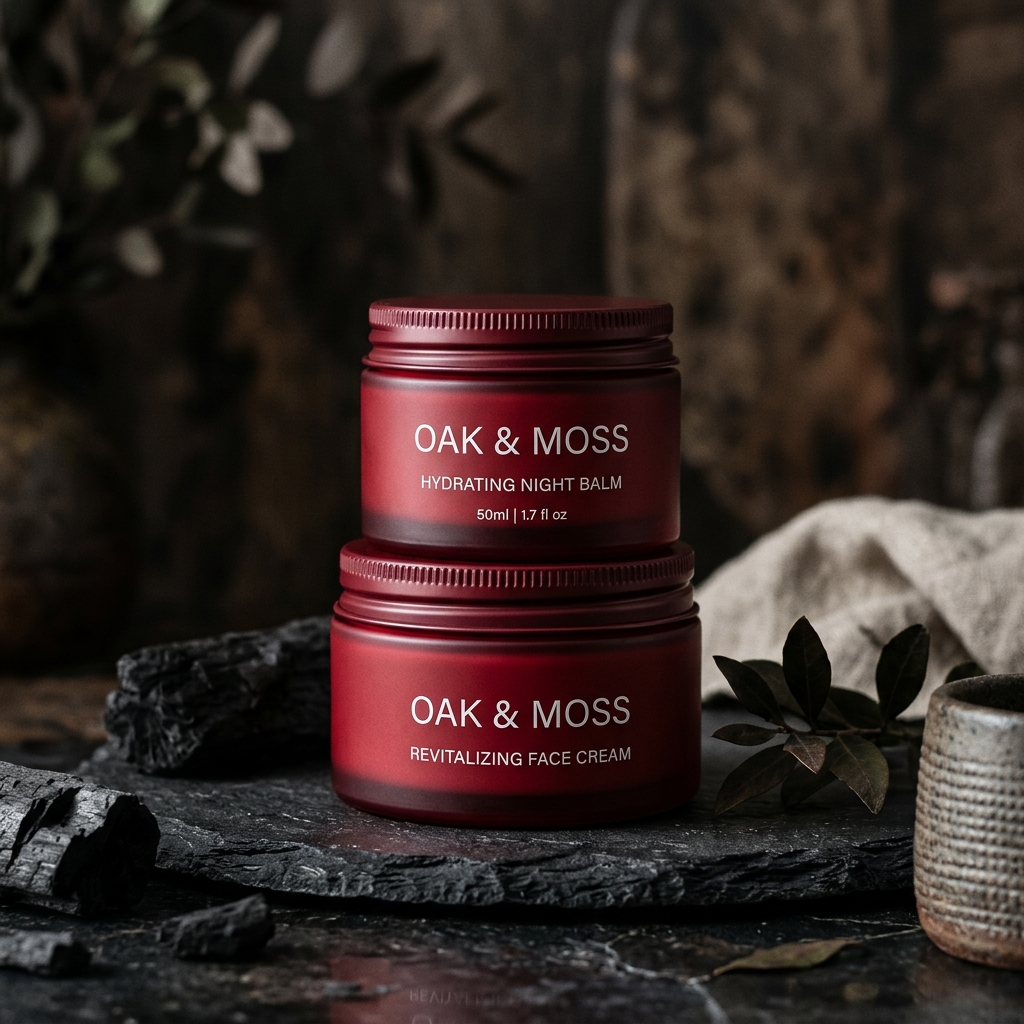 OAK & MOSS
HYDRATING NIGHT BALM
50ml | 1.7 fl oz
OAK & MOSS
REVITALIZING FACE CREAM